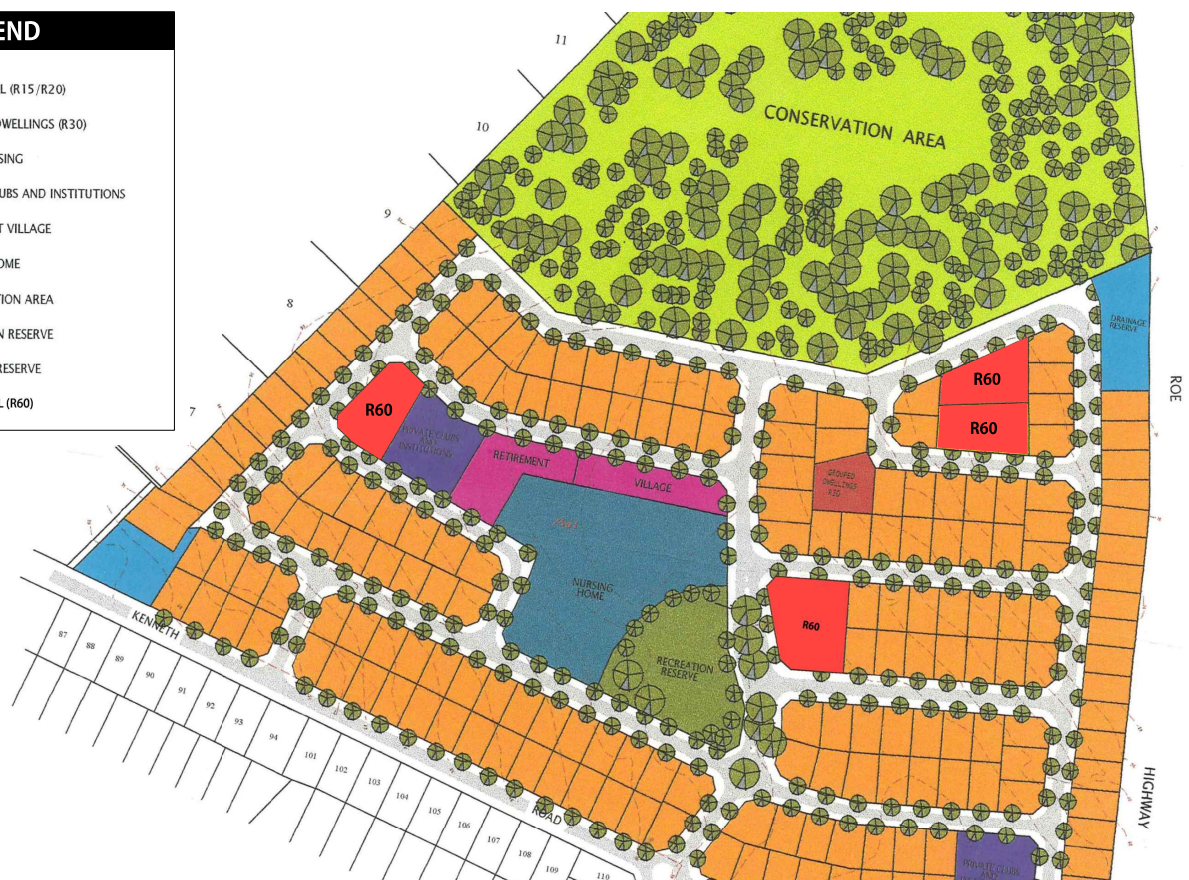 END
L (R15/R20)
DWELLINGS (R30)
SING
UBS AND INSTITUTIONS
T VILLAGE
OME
TION AREA
N RESERVE
RESERVE
L (R60)
11
10
9
8
7
CONSERVATION AREA
DRAINAGE
RESERVE
ROE
R60
R60
R60
PRIVATE CLUBS
AND
INSTITUTIONS
RETIREMENT
VILLAGE
GROUPED
DWELLINGS
R30
NURSING
HOME
R60
RECREATION
RESERVE
KENNETH
87
88
89
90
91
92
93
94
101
102
103
104
105
106
107
108
109
110
ROAD
HIGHWAY
PRIVATE CLUBS
AND